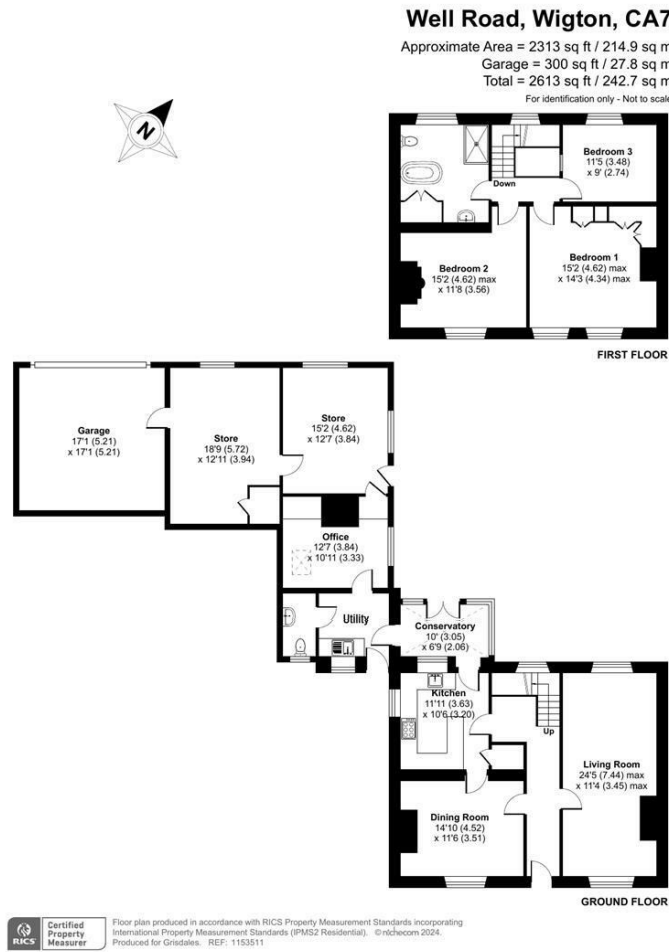 Well Road, Wigton, CA7
Approximate Area = 2313 sq ft / 214.9 sq m
Garage = 300 sq ft / 27.8 sq m
Total = 2613 sq ft / 242.7 sq m
For identification only - Not to scale
N
Bedroom 3
11'5 (3.48)
x 9' (2.74)
Down
Bedroom 2
15'2 (4.62) max
x 11'8 (3.56)
Bedroom 1
15'2 (4.62) max
x 14'3 (4.34) max
FIRST FLOOR
Garage
17'1 (5.21)
x 17'1 (5.21)
Store
18'9 (5.72)
x 12'11 (3.94)
Store
15'2 (4.62)
x 12'7 (3.84)
Office
12'7 (3.84)
x 10'11 (3.33)
Utility
Conservatory
10' (3.05)
x 6'9 (2.06)
Kitchen
11'11 (3.63)
x 10'6 (3.20)
Up
Living Room
24'5 (7.44) max
x 11'4 (3.45) max
Dining Room
14'10 (4.52)
x 11'6 (3.51)
GROUND FLOOR
RICS
Certified
Property
Measurer
Floor plan produced in accordance with RICS Property Measurement Standards incorporating
International Property Measurement Standards (IPMS2 Residential). © nichecom 2024.
Produced for Grisdales. REF: 1153511